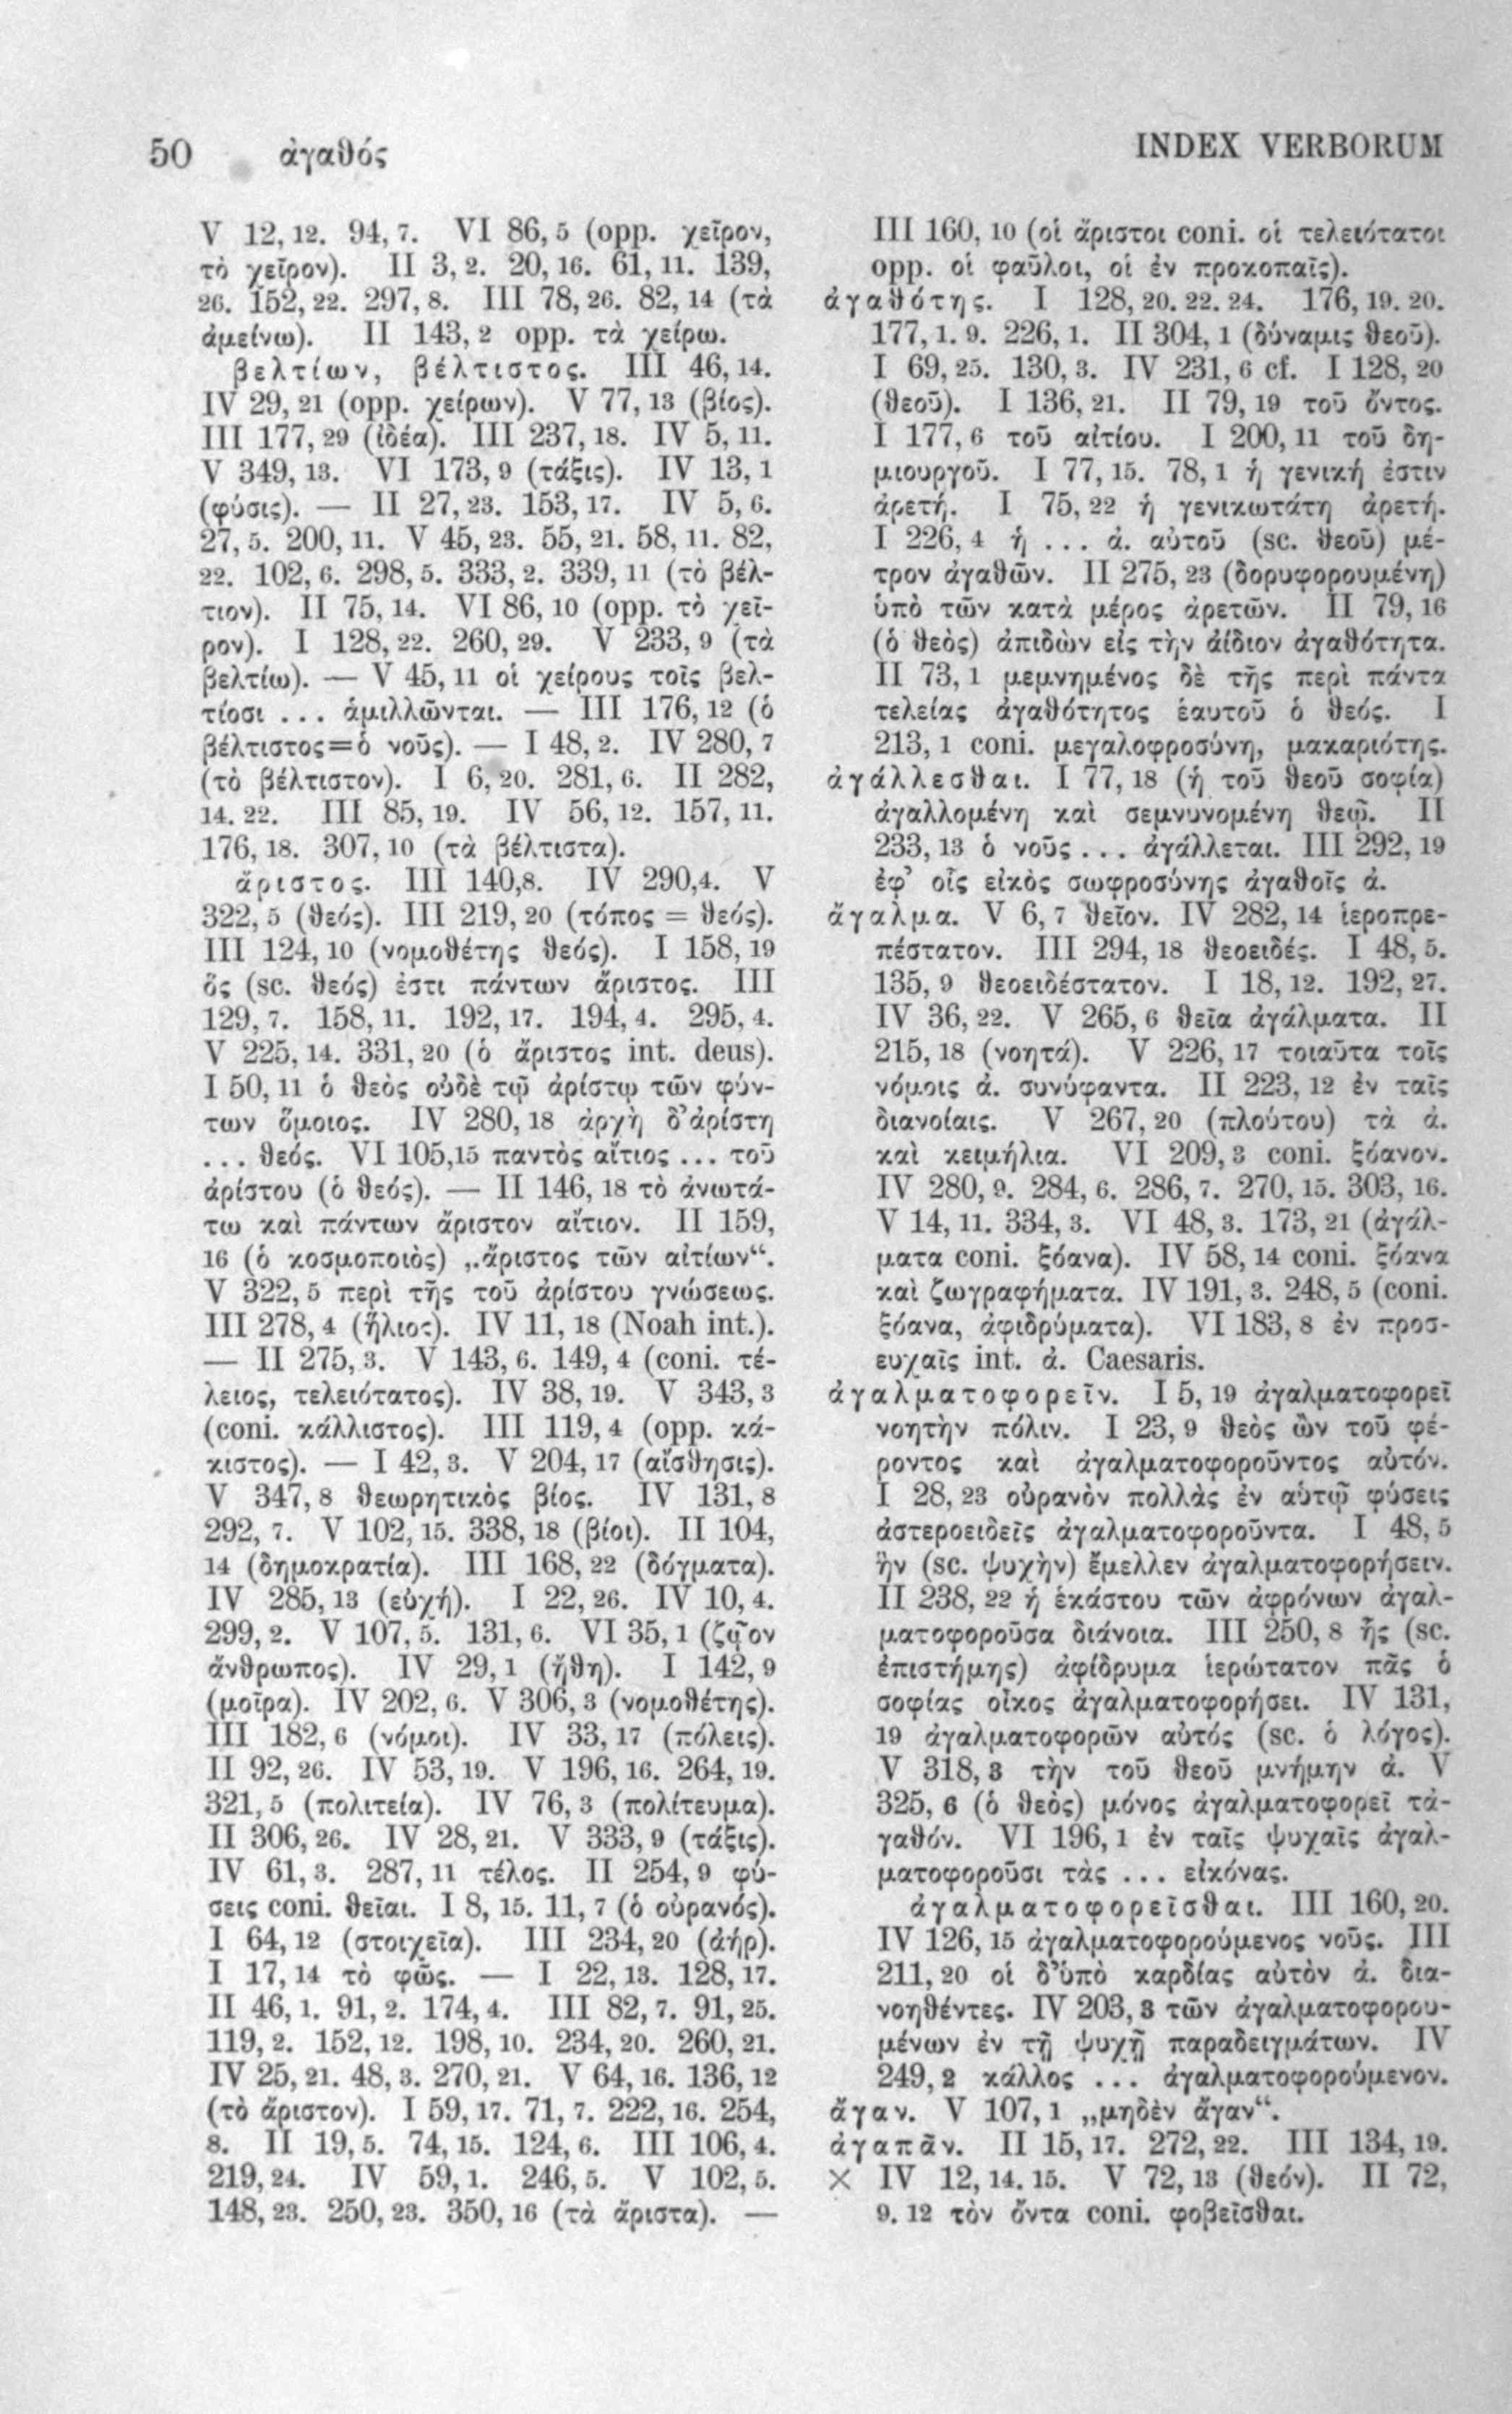 50 ἀγαθός INDEX VERBORUM
V 12, 12. 94, 7. VI 86, 5 (opp. χεῖρον,
τὸ χεῖρον). II 3, 2. 20, 16. 61, 11. 139,
26. 152, 22. 297, 8. III 78, 26. 82, 14 (τὰ
ἀμείνω). II 143, 2 opp. τὰ χείρω.
βελτίων, βέλτιστος. III 46, 14.
IV 29, 21 (opp. χείρων). V 77, 13 (βίος).
III 177, 29 (ἰδέα). III 237, 18. IV 5, 11.
V 349, 13. VI 173, 9 (τάξις). IV 13, 1
(φύσις). — II 27, 23. 153, 17. IV 5, 6.
27, 5. 200, 11. V 45, 23. 55, 21. 58, 11. 82,
22. 102, 6. 298, 5. 333, 2. 339, 11 (τὸ βέλ-
τιον). II 75, 14. VI 86, 10 (opp. τὸ χεῖ-
ρον). I 128, 22. 260, 29. V 233, 9 (τὰ
βελτίω). — V 45, 11 οἱ χείρους τοῖς βελ-
τίοσι ... ἁμιλλῶνται. — III 176, 12 (ὁ
βέλτιστος=ὁ νοῦς). — I 48, 2. IV 280, 7
(τὸ βέλτιστον). I 6, 20. 281, 6. II 282,
14. 22. III 85, 19. IV 56, 12. 157, 11.
176, 18. 307, 10 (τὰ βέλτιστα).
ἄριστος. III 140,8. IV 290,4. V
322, 5 (θεός). III 219, 20 (τόπος = θεός).
III 124, 10 (νομοθέτης θεός). I 158, 19
ὅς (sc. θεός) ἐστι πάντων ἄριστος. III
129, 7. 158, 11. 192, 17. 194, 4. 295, 4.
V 225, 14. 331, 20 (ὁ ἄριστος int. deus).
I 50, 11 ὁ θεὸς οὐδὲ τῷ ἀρίστῳ τῶν φύν-
των ὅμοιος. IV 280, 18 ἀρχὴ δ᾽ἀρίστη
... θεός. VI 105,15 παντὸς αἴτιος ... τοῦ
ἀρίστου (ὁ θεός). — II 146, 18 τὸ ἀνωτά-
τω καὶ πάντων ἄριστον αἴτιον. II 159,
16 (ὁ κοσμοποιὸς) „ἄριστος τῶν αἰτίων“.
V 322, 5 περὶ τῆς τοῦ ἀρίστου γνώσεως.
III 278, 4 (ἥλιος). IV 11, 18 (Noah int.).
— II 275, 3. V 143, 6. 149, 4 (coni. τέ-
λειος, τελειότατος). IV 38, 19. V 343, 3
(coni. κάλλιστος). III 119, 4 (opp. κά-
κιστος). — I 42, 3. V 204, 17 (αἴσθησις).
V 347, 8 θεωρητικὸς βίος. IV 131, 8
292, 7. V 102, 15. 338, 18 (βίοι). II 104,
14 (δημοκρατία). III 168, 22 (δόγματα).
IV 285, 13 (εὐχή). I 22, 26. IV 10, 4.
299, 2. V 107, 5. 131, 6. VI 35, 1 (ζῷον
ἄνθρωπος). IV 29, 1 (ἤθη). I 142, 9
(μοῖρα). IV 202, 6. V 306, 3 (νομοθέτης).
III 182, 6 (νόμοι). IV 33, 17 (πόλεις).
II 92, 26. IV 53, 19. V 196, 16. 264, 19.
321, 5 (πολιτεία). IV 76, 3 (πολίτευμα).
II 306, 26. IV 28, 21. V 333, 9 (τάξις).
IV 61, 3. 287, 11 τέλος. II 254, 9 φύ-
σεις coni. θεῖαι. I 8, 15. 11, 7 (ὁ οὐρανός).
I 64, 12 (στοιχεῖα). III 234, 20 (ἀήρ).
I 17, 14 τὸ φῶς. — I 22, 13. 128, 17.
II 46, 1. 91, 2. 174, 4. III 82, 7. 91, 25.
119, 2. 152, 12. 198, 10. 234, 20. 260, 21.
IV 25, 21. 48, 3. 270, 21. V 64, 16. 136, 12
(τὸ ἄριστον). I 59, 17. 71, 7. 222, 16. 254,
8. II 19, 5. 74, 15. 124, 6. III 106, 4.
219, 24. IV 59, 1. 246, 5. V 102, 5.
148, 23. 250, 23. 350, 16 (τὰ ἄριστα). —
III 160, 10 (οἱ ἄριστοι coni. οἱ τελειότατοι
opp. οἱ φαῦλοι, οἱ ἐν προκοπαῖς).
ἀγαθότης. I 128, 20. 22. 24. 176, 19. 20.
177, 1. 9. 226, 1. II 304, 1 (δύναμις θεοῦ).
I 69, 25. 130, 3. IV 231, 6 cf. I 128, 20
(θεοῦ). I 136, 21. II 79, 19 τοῦ ὄντος.
I 177, 6 τοῦ αἰτίου. I 200, 11 τοῦ δη-
μιουργοῦ. I 77, 15. 78, 1 ἡ γενική ἐστιν
ἀρετή. I 75, 22 ἡ γενικωτάτη ἀρετή.
I 226, 4 ἡ ... ἀ. αὐτοῦ (sc. θεοῦ) μέ-
τρον ἀγαθῶν. II 275, 23 (δορυφορουμένη)
ὑπὸ τῶν κατὰ μέρος ἀρετῶν. II 79, 16
(ὁ θεὸς) ἀπιδὼν εἰς τὴν ἀίδιον ἀγαθότητα.
II 73, 1 μεμνημένος δὲ τῆς περὶ πάντα
τελείας ἀγαθότητος ἑαυτοῦ ὁ θεός. I
213, 1 coni. μεγαλοφροσύνη, μακαριότης.
ἀγάλλεσθαι. I 77, 18 (ἡ τοῦ θεοῦ σοφία)
ἀγαλλομένη καὶ σεμνυνομένη θεῷ. II
233, 13 ὁ νοῦς ... ἀγάλλεται. III 292, 19
ἐφ᾽ οἷς εἰκὸς σωφροσύνης ἀγαθοῖς ἀ.
ἄγαλμα. V 6, 7 θεῖον. IV 282, 14 ἱεροπρε-
πέστατον. III 294, 18 θεοειδές. I 48, 5.
135, 9 θεοειδέστατον. I 18, 12. 192, 27.
IV 36, 22. V 265, 6 θεῖα ἀγάλματα. II
215, 18 (νοητά). V 226, 17 τοιαῦτα τοῖς
νόμοις ἀ. συνύφαντα. II 223, 12 ἐν ταῖς
διανοίαις. V 267, 20 (πλούτου) τὰ ἀ.
καὶ κειμήλια. VI 209, 3 coni. ξόανον.
IV 280, 9. 284, 6. 286, 7. 270, 15. 303, 16.
V 14, 11. 334, 3. VI 48, 3. 173, 21 (ἀγάλ-
ματα coni. ξόανα). IV 58, 14 coni. ξόανα
καὶ ζωγραφήματα. IV 191, 3. 248, 5 (coni.
ξόανα, ἀφιδρύματα). VI 183, 8 ἐν προσ-
ευχαῖς int. ἀ. Caesaris.
ἀγαλματοφορεῖν. I 5, 19 ἀγαλματοφορεῖ
νοητὴν πόλιν. I 23, 9 θεὸς ὢν τοῦ φέ-
ροντος καὶ ἀγαλματοφοροῦντος αὐτόν.
I 28, 23 οὐρανὸν πολλὰς ἐν αὑτῷ φύσεις
ἀστεροειδεῖς ἀγαλματοφοροῦντα. I 48, 5
ἣν (sc. ψυχὴν) ἔμελλεν ἀγαλματοφορήσειν.
II 238, 22 ἡ ἑκάστου τῶν ἀφρόνων ἀγαλ-
ματοφοροῦσα διάνοια. III 250, 8 ἧς (sc.
ἐπιστήμης) ἀφίδρυμα ἱερώτατον πᾶς ὁ
σοφίας οἶκος ἀγαλματοφορήσει. IV 131,
19 ἀγαλματοφορῶν αὐτός (sc. ὁ λόγος).
V 318, 3 τὴν τοῦ θεοῦ μνήμην ἀ. V
325, 6 (ὁ θεὸς) μόνος ἀγαλματοφορεῖ τἀ-
γαθόν. VI 196, 1 ἐν ταῖς ψυχαῖς ἀγαλ-
ματοφοροῦσι τὰς ... εἰκόνας.
ἀγαλματοφορεῖσθαι. III 160, 20.
IV 126, 15 ἀγαλματοφορούμενος νοῦς. III
211, 20 οἱ δ᾽ὑπὸ καρδίας αὐτὸν ἀ. δια-
νοηθέντες. IV 203, 3 τῶν ἀγαλματοφορου-
μένων ἐν τῇ ψυχῇ παραδειγμάτων. IV
249, 2 κάλλος ... ἀγαλματοφορούμενον.
ἄγαν. V 107, 1 „μηδὲν ἄγαν“.
ἀγαπᾶν. II 15, 17. 272, 22. III 134, 19.
× IV 12, 14. 15. V 72, 13 (θεόν). II 72,
9. 12 τὸν ὄντα coni. φοβεῖσθαι.